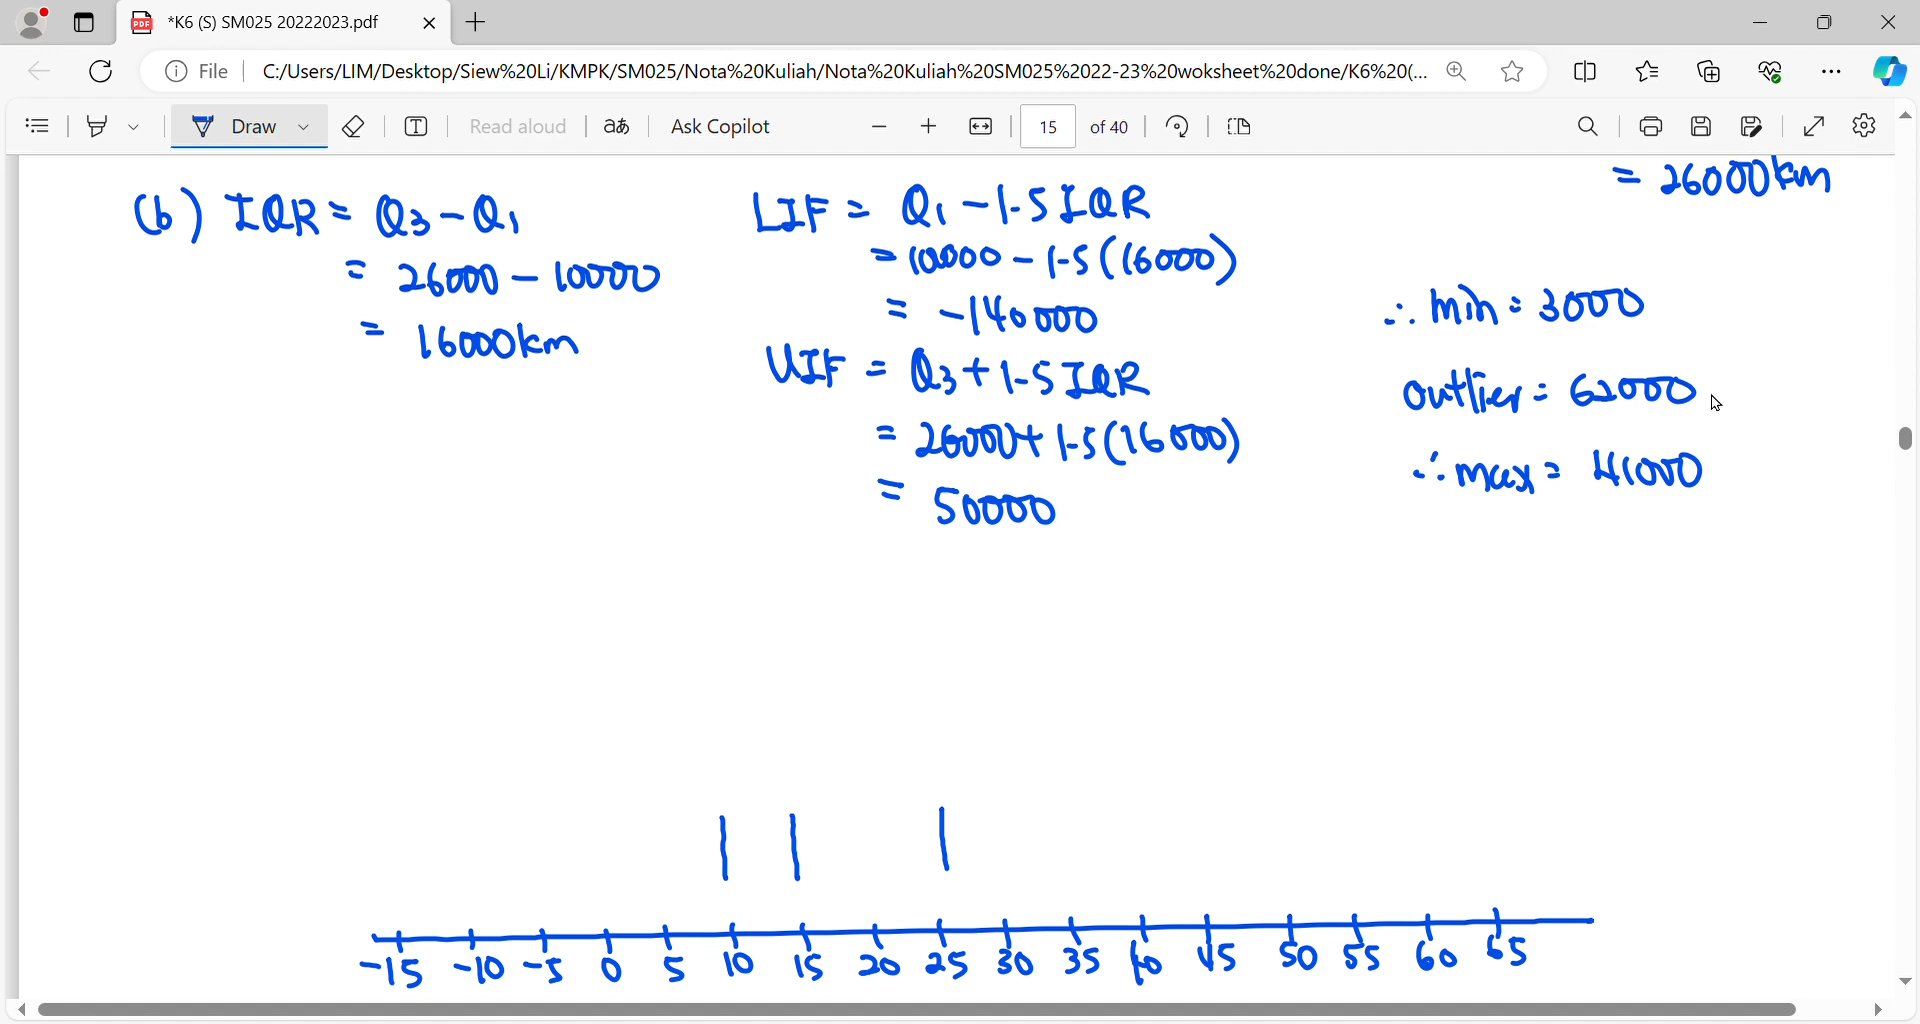 *K6 (S) SM025 20222023.pdf
File
C:/Users/LIM/Desktop/Siew%20Li/KMPK/SM025/Nota%20Kuliah/Nota%20Kuliah%20SM025%2022-23%20woksheet%20done/K6%20(...
Draw
Read aloud
aあ
Ask Copilot
15 of 40
= 26000km
(b) IQR = Q3 - Q1
= 26000 - 10000
= 16000km
LIF = Q1 - 1.5 IQR
= 10000 - 1.5 (16000)
= -140000
UIF = Q3 + 1.5 IQR
= 26000 + 1.5 (16000)
= 50000
∴ min = 3000
outlier = 62000
∴ max = 41000
-15 -10 -5 0 5 10 15 20 25 30 35 40 45 50 55 60 65